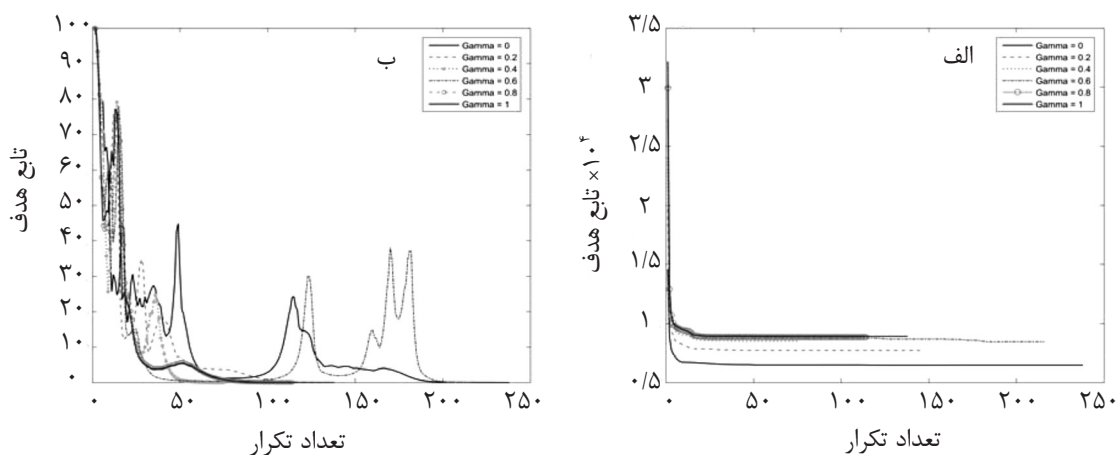 ب
تابع هدف
۱۰۰
۹۰
۸۰
۷۰
۶۰
۵۰
۴۰
۳۰
۲۰
۱۰
۰
۰ ۵۰ ۱۰۰ ۱۵۰ ۲۰۰ ۲۵۰
تعداد تکرار
Gamma = 0
Gamma = 0.2
Gamma = 0.4
Gamma = 0.6
Gamma = 0.8
Gamma = 1
الف
تابع هدف ×۱۰۴
۳/۵
۳
۲/۵
۲
۱/۵
۱
۰/۵
۰ ۵۰ ۱۰۰ ۱۵۰ ۲۰۰ ۲۵۰
تعداد تکرار
Gamma = 0
Gamma = 0.2
Gamma = 0.4
Gamma = 0.6
Gamma = 0.8
Gamma = 1